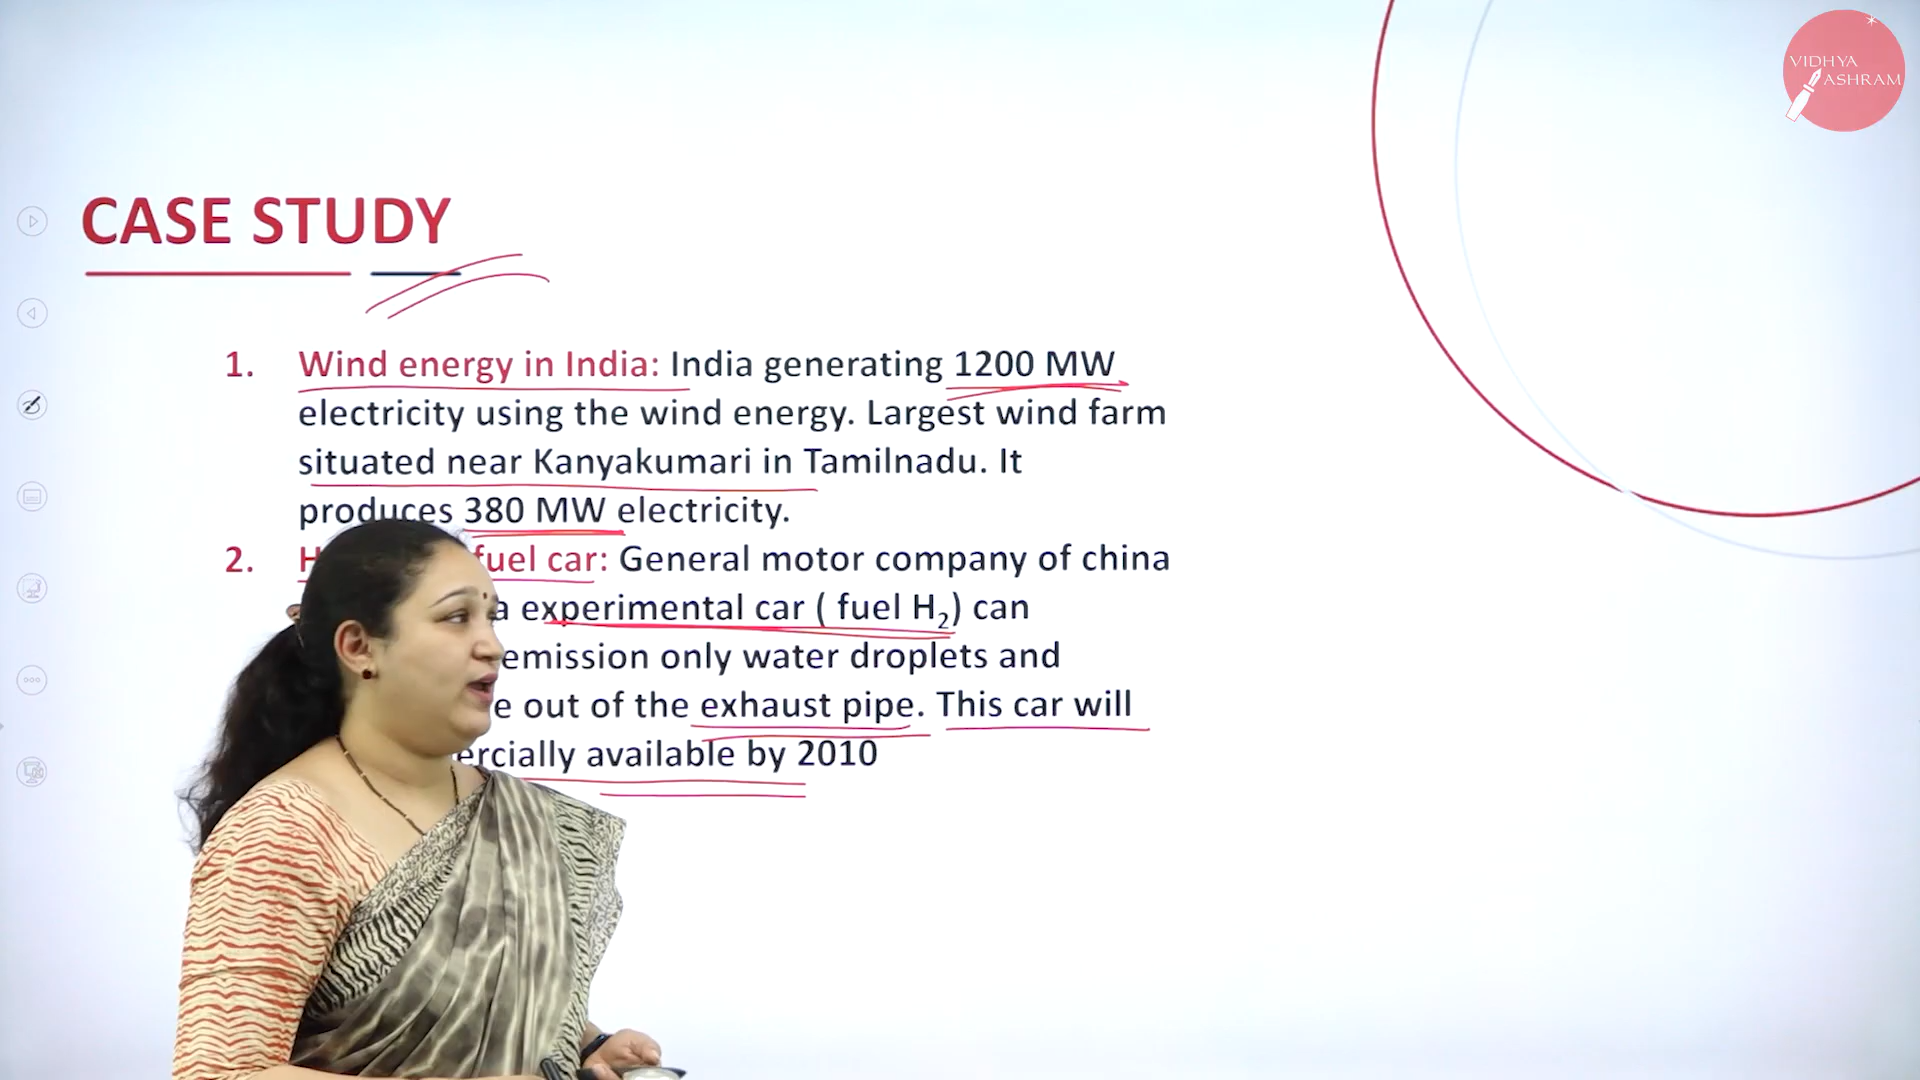 VIDHYA
ASHRAM
CASE STUDY
1. Wind energy in India: India generating 1200 MW
electricity using the wind energy. Largest wind farm
situated near Kanyakumari in Tamilnadu. It
produces 380 MW electricity.
2. fuel car: General motor company of china
a experimental car ( fuel H₂) can
emission only water droplets and
out of the exhaust pipe. This car will
available by 2010